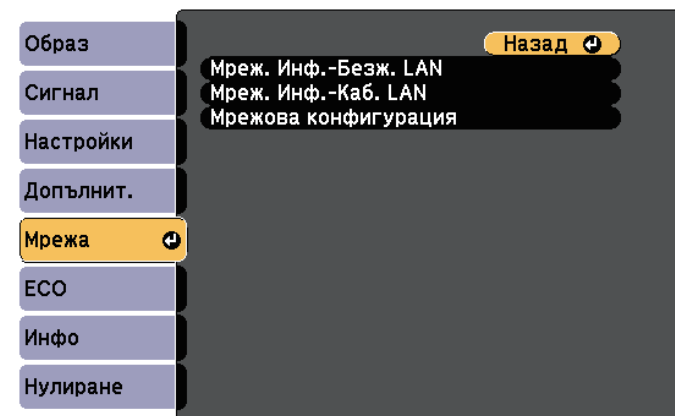 Образ
Сигнал
Настройки
Допълнит.
Мрежа
ECO
Инфо
Нулиране
Назад
Мреж. Инф.-Безж. LAN
Мреж. Инф.-Каб. LAN
Мрежова конфигурация